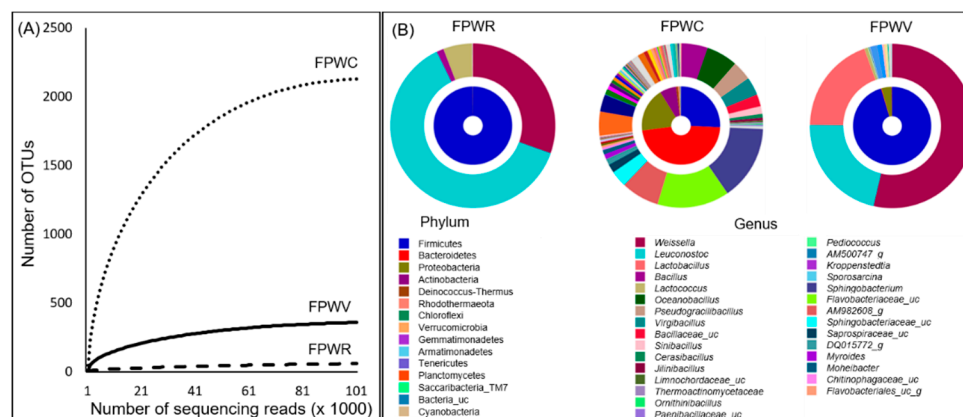 (A)
2500
2000
1500
1000
500
0
Number of OTUs
FPWC
FPWV
FPWR
1 21 41 61 81 101
Number of sequencing reads (x 1000)
(B)
FPWR
FPWC
FPWV
Phylum
Firmicutes
Bacteroidetes
Proteobacteria
Actinobacteria
Deinococcus-Thermus
Rhodothermaeota
Chloroflexi
Verrucomicrobia
Gemmatimonadetes
Armatimonadetes
Tenericutes
Planctomycetes
Saccaribacteria_TM7
Bacteria_uc
Cyanobacteria
Genus
Weissella
Leuconostoc
Lactobacillus
Bacillus
Lactococcus
Oceanobacillus
Pseudogracilibacillus
Virgibacillus
Bacillaceae_uc
Sinibacillus
Cerasibacillus
Jilinibacillus
Limnochordaceae_uc
Thermoactinomycetaceae
Ornithinibacillus
Paenibacillaceae_uc
Pediococcus
AM500747_g
Kroppenstedtia
Sporosarcina
Sphingobacterium
Flavobacteriaceae_uc
AM982608_g
Sphingobacteriaceae_uc
Saprospiraceae_uc
DQ015772_g
Myroides
Moheibacter
Chitinophagaceae_uc
Flavobacteriales_uc_g